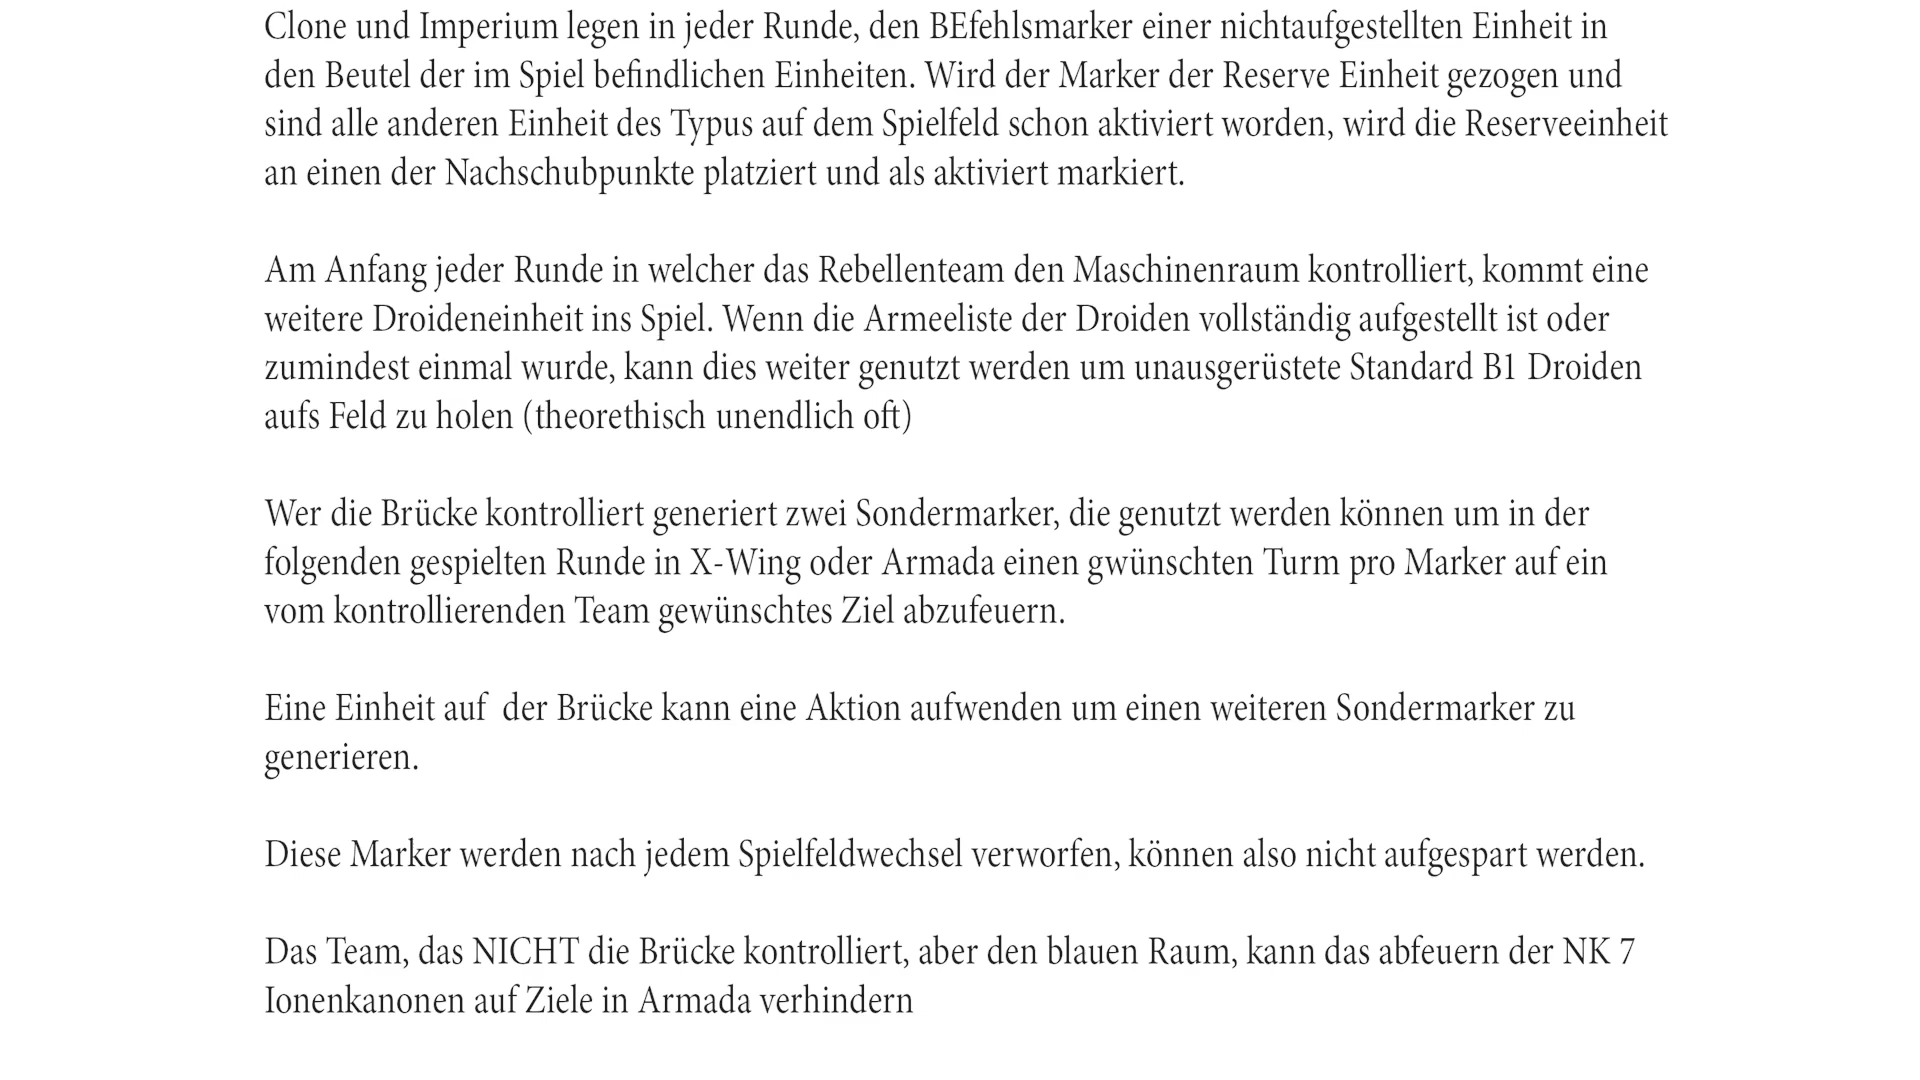 Clone und Imperium legen in jeder Runde, den BEfehlsmarker einer nichtaufgestellten Einheit in
den Beutel der im Spiel befindlichen Einheiten. Wird der Marker der Reserve Einheit gezogen und
sind alle anderen Einheit des Typus auf dem Spielfeld schon aktiviert worden, wird die Reserveeinheit
an einen der Nachschubpunkte platziert und als aktiviert markiert.
Am Anfang jeder Runde in welcher das Rebellenteam den Maschinenraum kontrolliert, kommt eine
weitere Droideneinheit ins Spiel. Wenn die Armeeliste der Droiden vollständig aufgestellt ist oder
zumindest einmal wurde, kann dies weiter genutzt werden um unausgerüstete Standard B1 Droiden
aufs Feld zu holen (theorethisch unendlich oft)
Wer die Brücke kontrolliert generiert zwei Sondermarker, die genutzt werden können um in der
folgenden gespielten Runde in X-Wing oder Armada einen gwünschten Turm pro Marker auf ein
vom kontrollierenden Team gewünschtes Ziel abzufeuern.
Eine Einheit auf  der Brücke kann eine Aktion aufwenden um einen weiteren Sondermarker zu
generieren.
Diese Marker werden nach jedem Spielfeldwechsel verworfen, können also nicht aufgespart werden.
Das Team, das NICHT die Brücke kontrolliert, aber den blauen Raum, kann das abfeuern der NK 7
Ionenkanonen auf Ziele in Armada verhindern